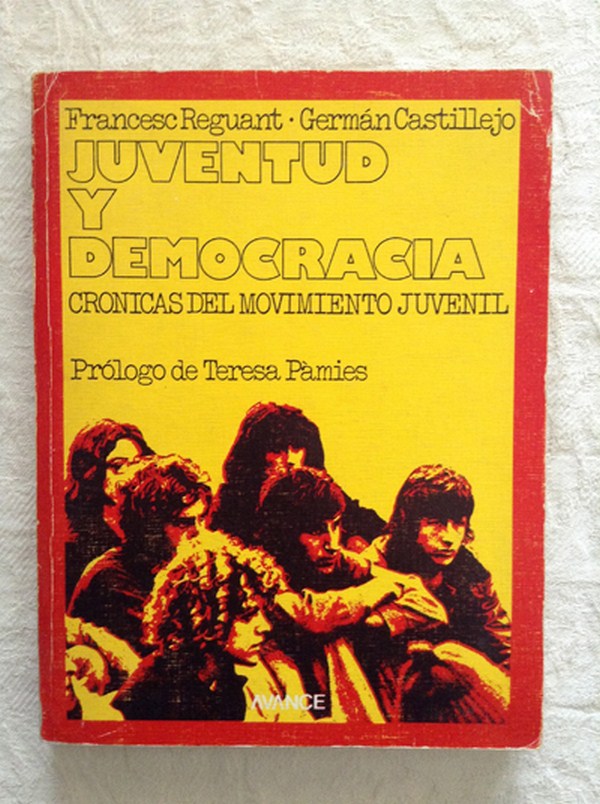 Francesc Reguant · Germán Castillejo
JUVENTUD
Y
DEMOCRACIA
CRONICAS DEL MOVIMIENTO JUVENIL
Prólogo de Teresa Pàmies
AVANCE